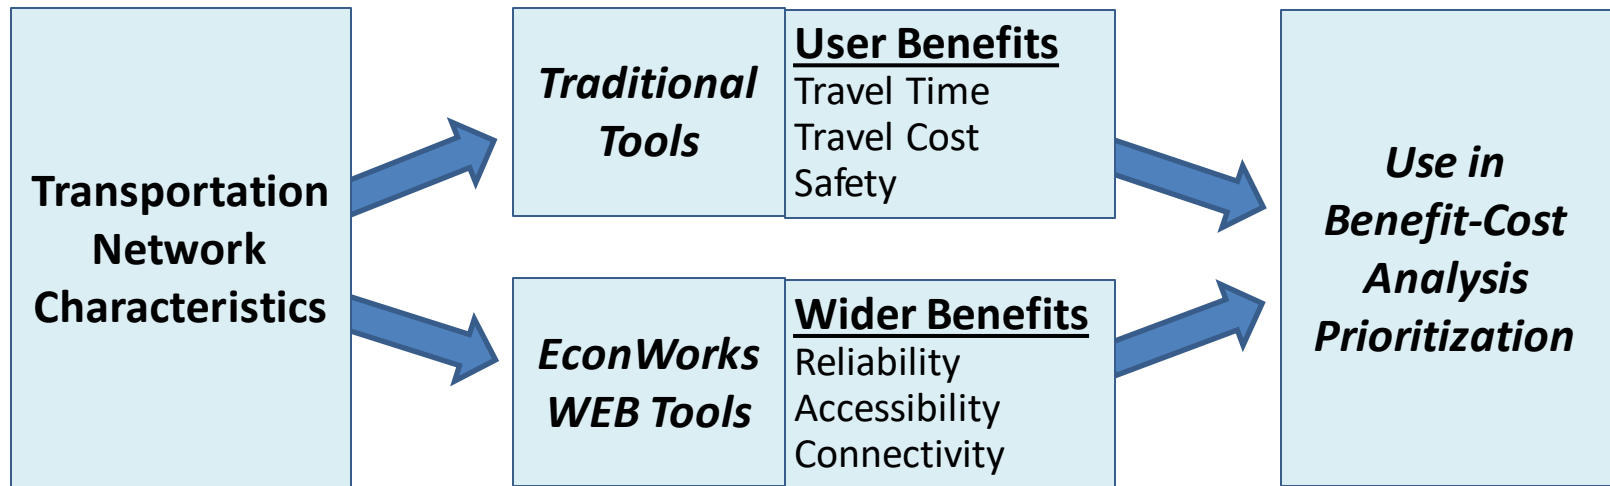 Transportation
Network
Characteristics
Traditional
Tools
User Benefits
Travel Time
Travel Cost
Safety
EconWorks
WEB Tools
Wider Benefits
Reliability
Accessibility
Connectivity
Use in
Benefit-Cost
Analysis
Prioritization